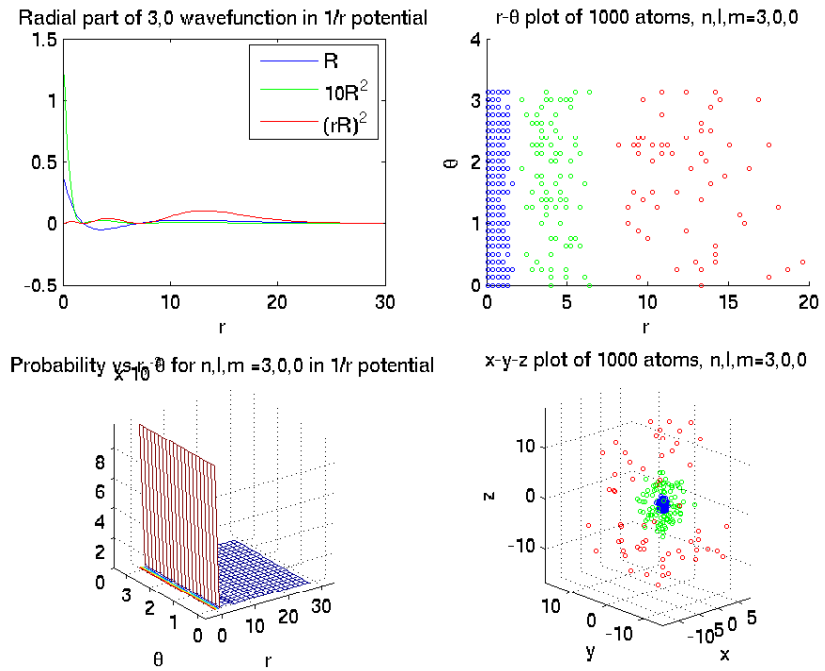 Radial part of 3,0 wavefunction in 1/r potential
1.5
1
0.5
0
-0.5
0
10
20
30
r
R
10R²
(rR)²
r-θ plot of 1000 atoms, n,l,m=3,0,0
4
3
2
1
0
0
5
10
15
20
θ
r
Probability vs r, θ for n,l,m =3,0,0 in 1/r potential
8
6
4
2
0
3
2
1
0
0
10
20
30
θ
r
x-y-z plot of 1000 atoms, n,l,m=3,0,0
10
0
-10
z
10
0
-10
y
-10
-5
0
5
x